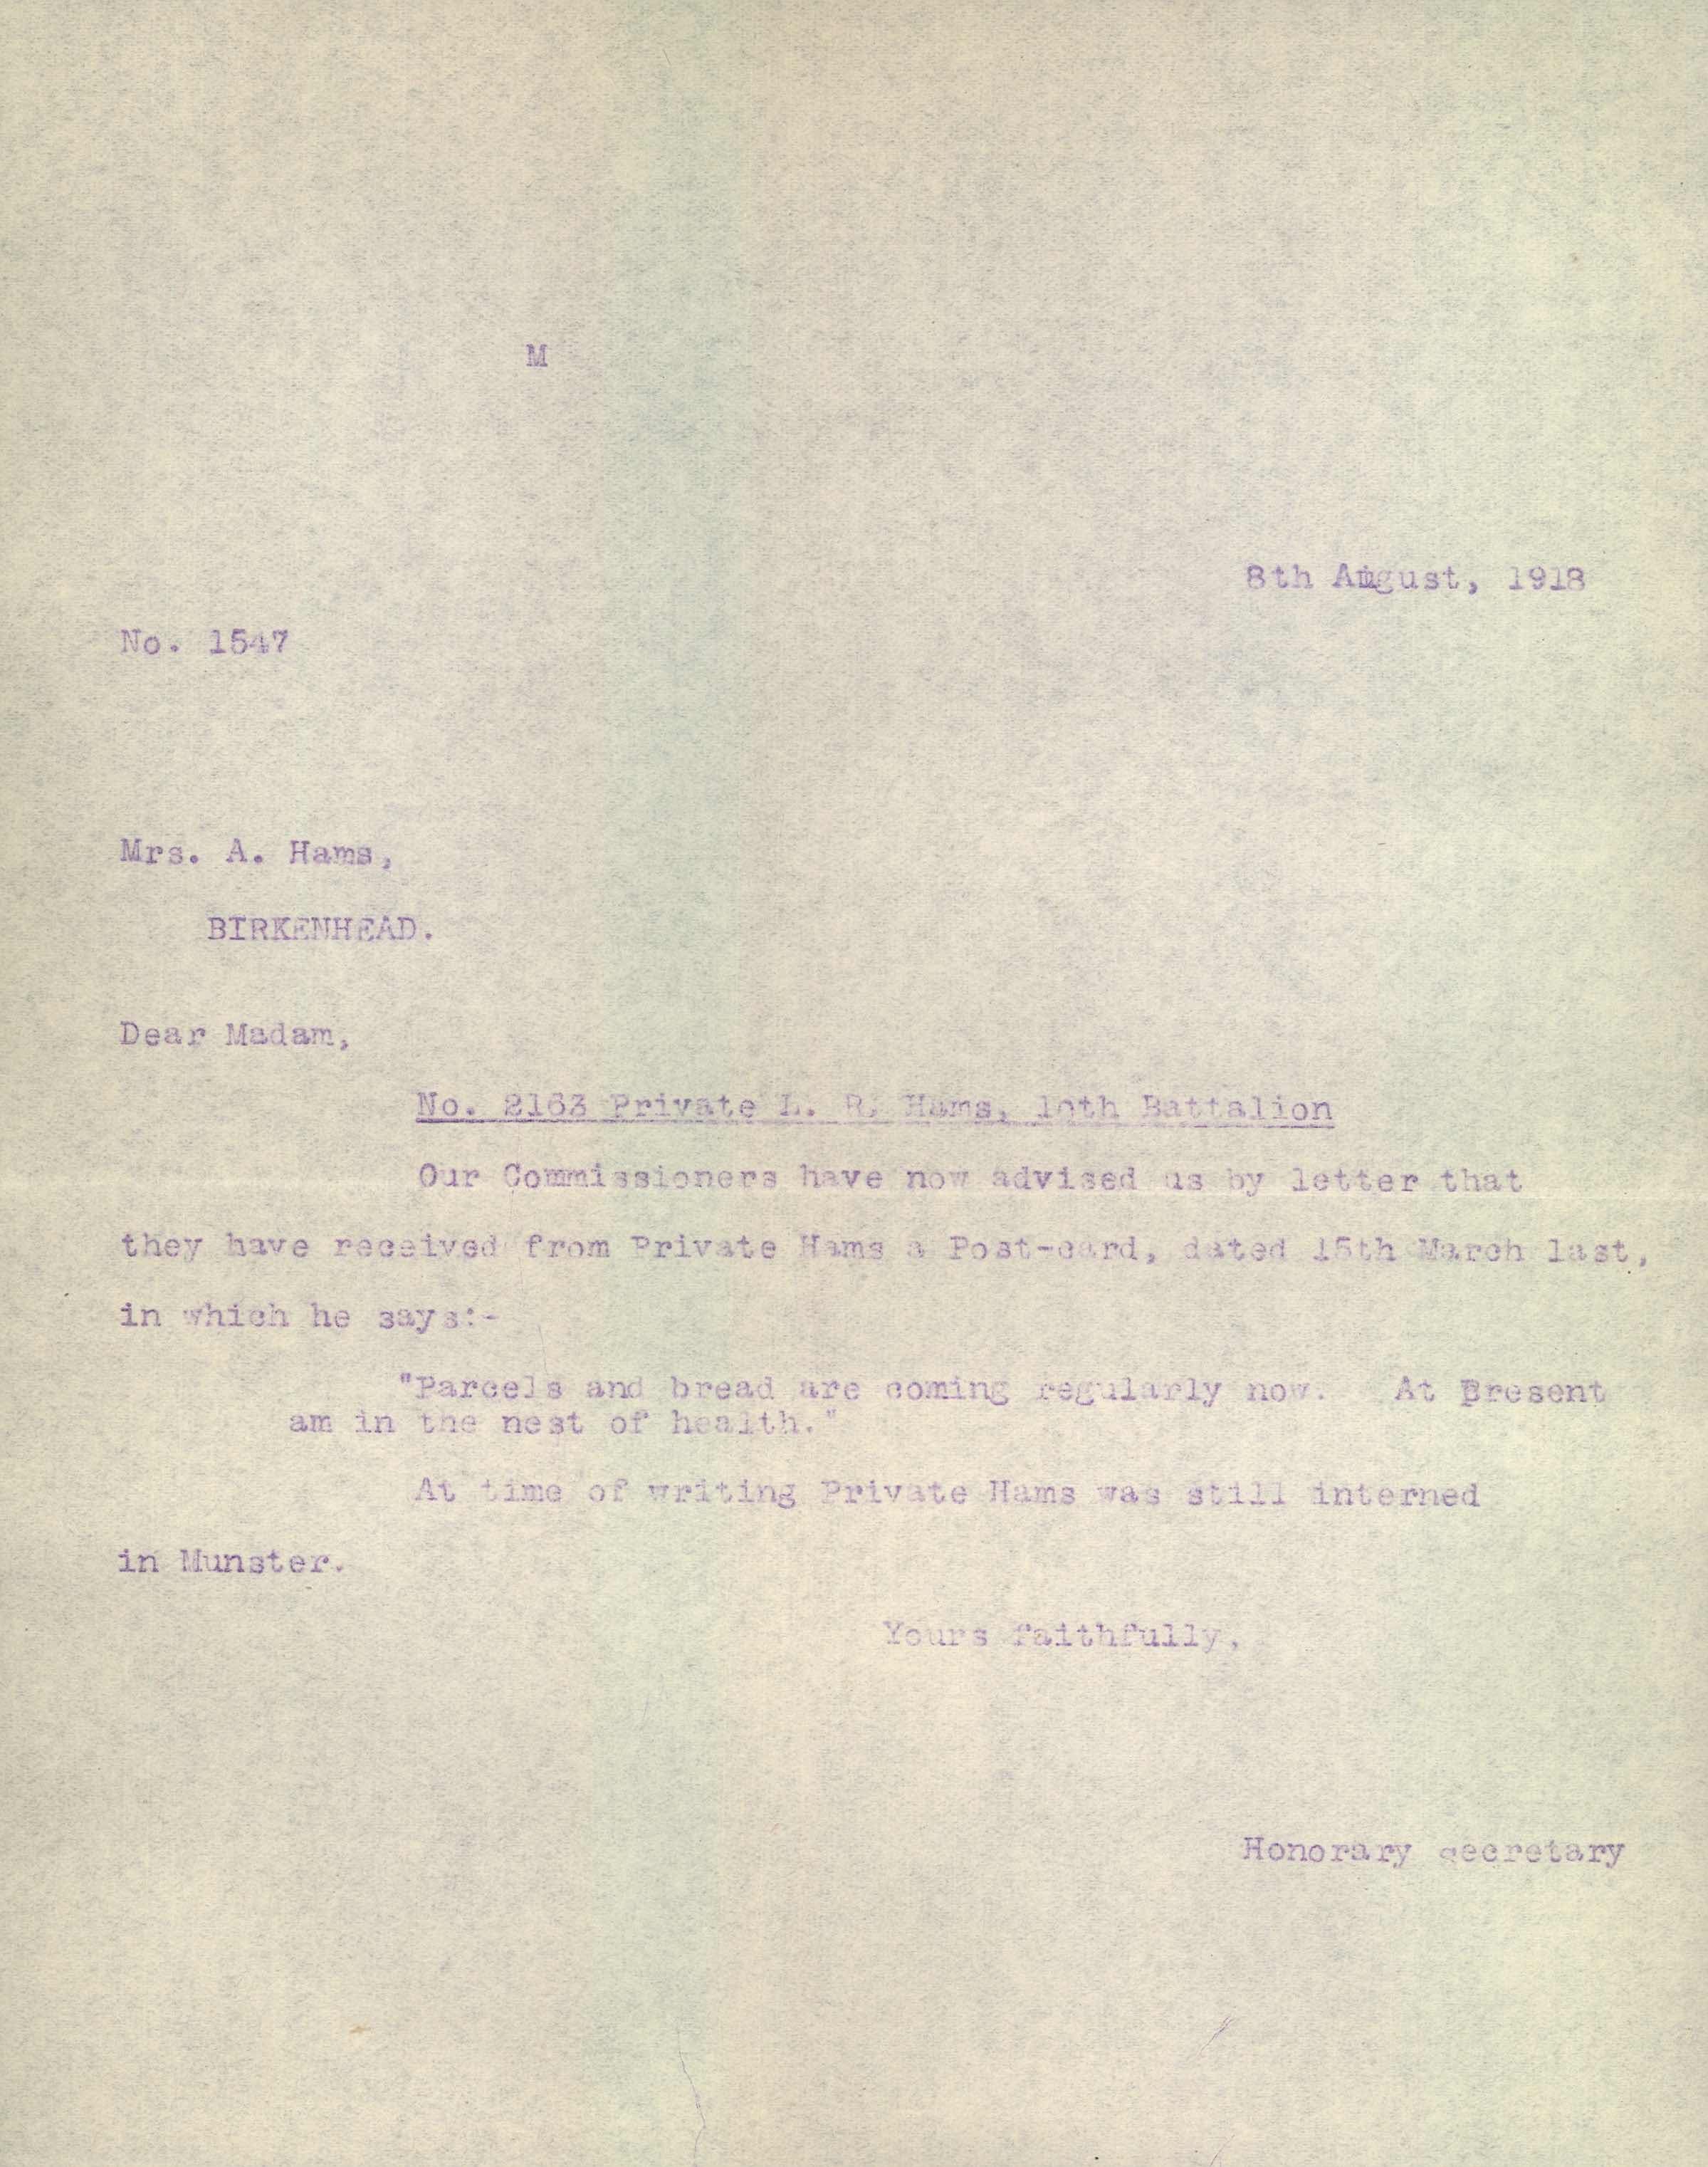 M
8th August, 1918
No. 1547
Mrs. A. Hams,
BIRKENHEAD.
Dear Madam,
No. 2163 Private L. R. Hams, 10th Battalion
Our Commissioners have now advised us by letter that
they have received from Private Hams a Post-card, dated 15th March last,
in which he says:-
"Parcels and bread are coming regularly now. At Present
am in the nest of health."
At time of writing Private Hams was still interned
in Munster.
Yours faithfully,
Honorary secretary